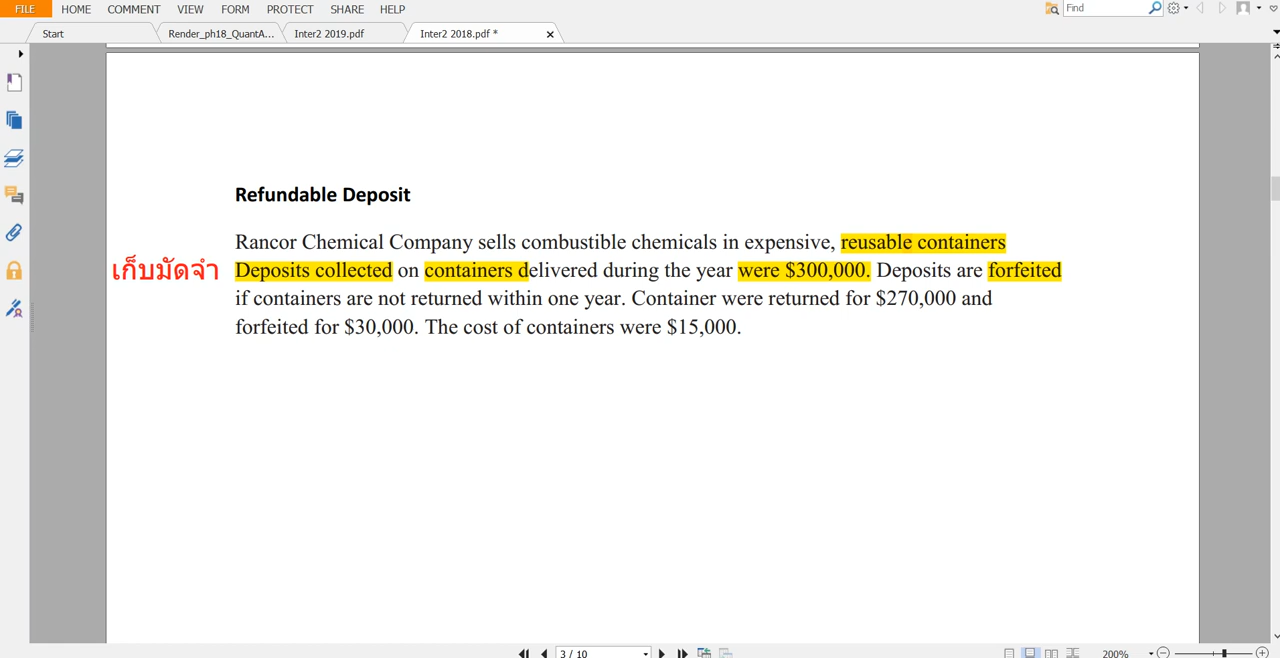 FILE HOME COMMENT VIEW FORM PROTECT SHARE HELP Find
Start Render_ph18_QuantA... Inter2 2019.pdf Inter2 2018.pdf *
Refundable Deposit
Rancor Chemical Company sells combustible chemicals in expensive, reusable containers
เก็บมัดจำ Deposits collected on containers delivered during the year were $300,000. Deposits are forfeited
if containers are not returned within one year. Container were returned for $270,000 and
forfeited for $30,000. The cost of containers were $15,000.
3 / 10 200%